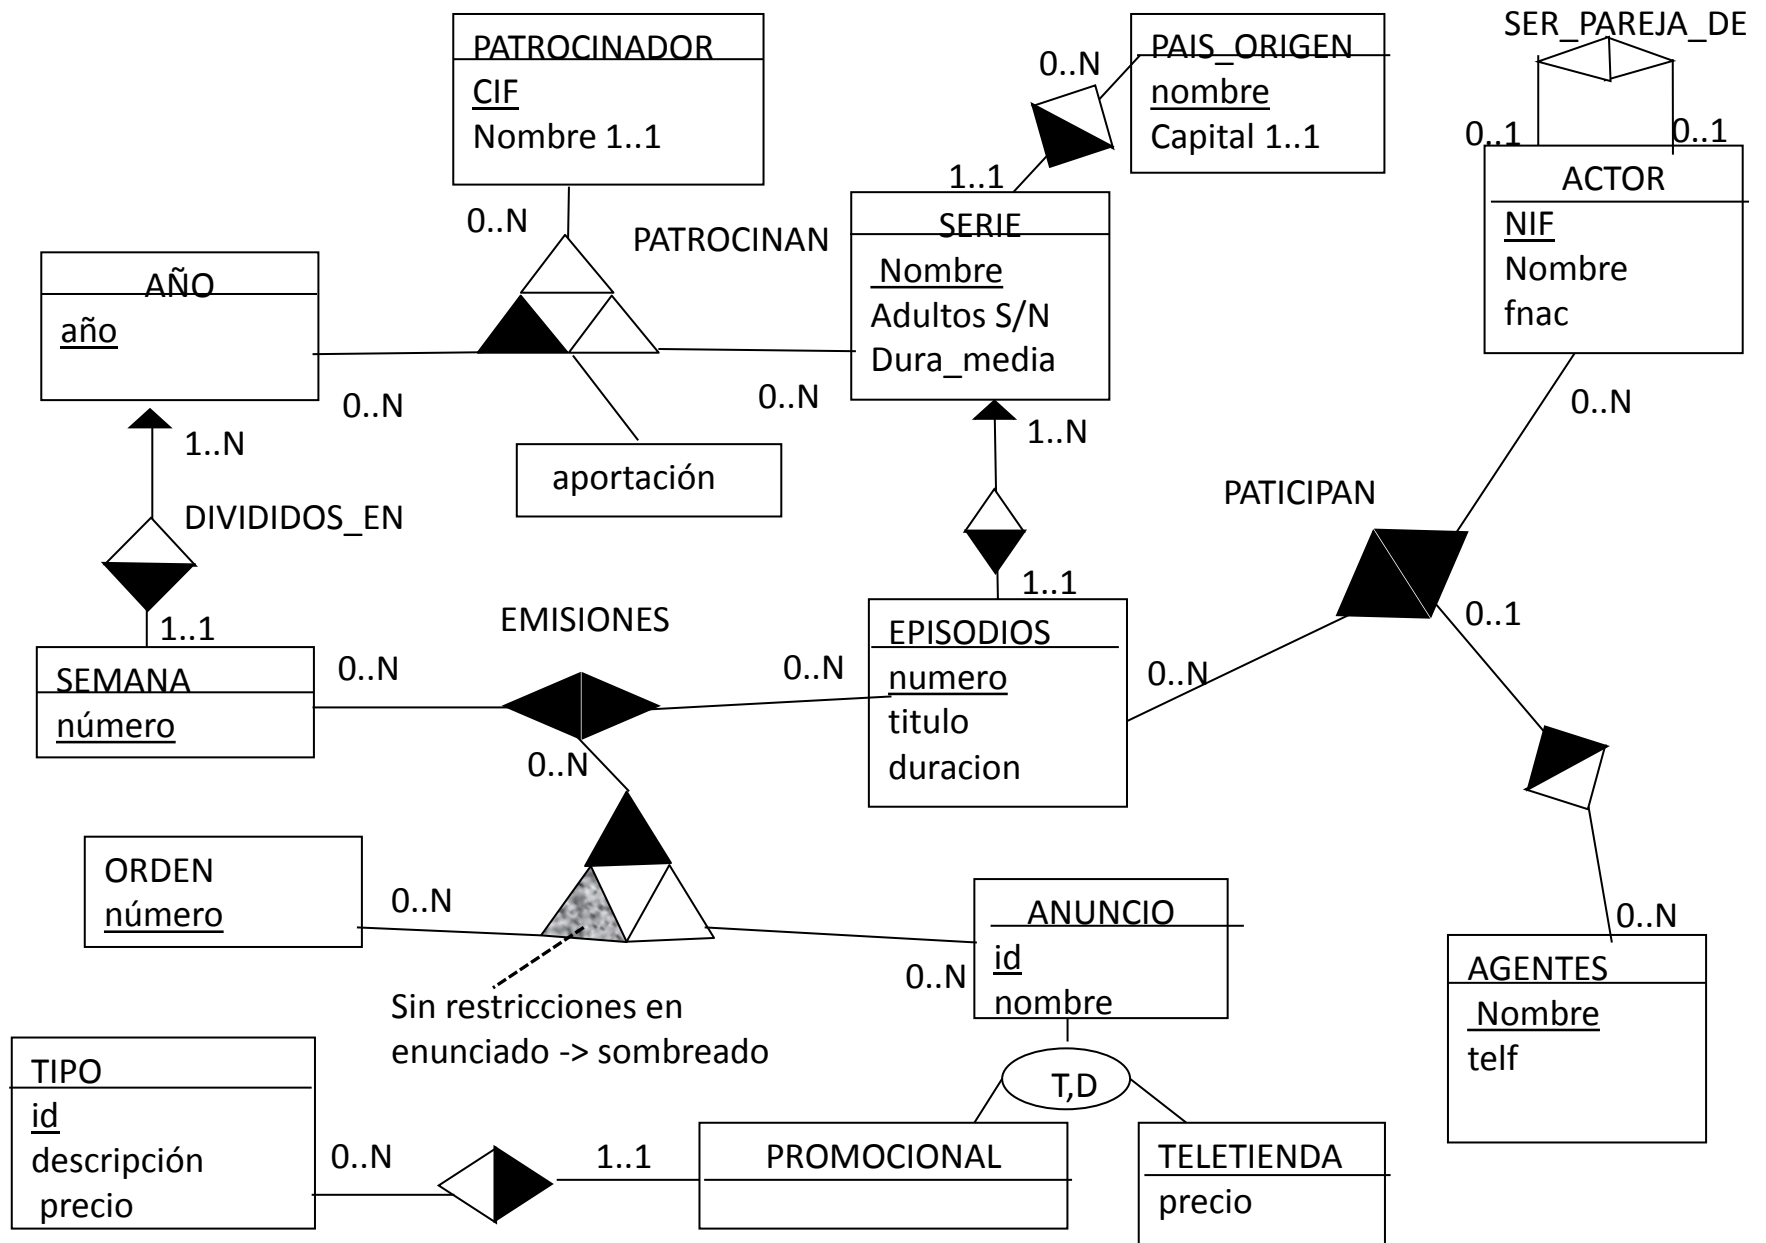 SER_PAREJA_DE
PATROCINADOR
CIF
Nombre 1..1
0..N
PAIS_ORIGEN
nombre
Capital 1..1
0..1
0..1
1..1
ACTOR
NIF
Nombre
fnac
0..N
PATROCINAN
SERIE
Nombre
Adultos S/N
Dura_media
AÑO
año
0..N
0..N
0..N
1..N
1..N
aportación
PATICIPAN
DIVIDIDOS_EN
1..1
1..1
0..1
EMISIONES
EPISODIOS
numero
titulo
duracion
SEMANA
número
0..N
0..N
0..N
0..N
ORDEN
número
0..N
ANUNCIO
id
nombre
0..N
0..N
AGENTES
Nombre
telf
Sin restricciones en
enunciado -> sombreado
T,D
TIPO
id
descripción
precio
0..N
1..1
PROMOCIONAL
TELETIENDA
precio